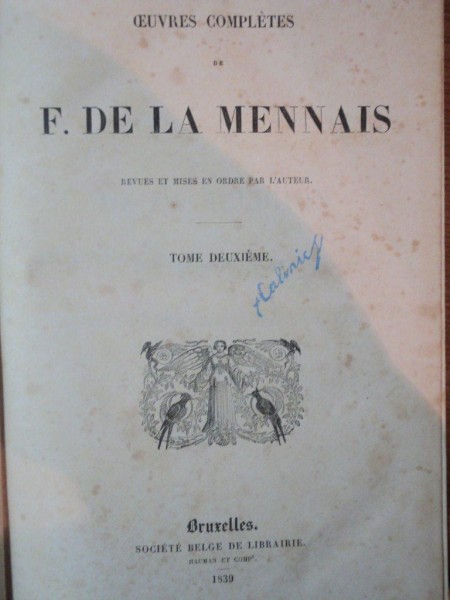 ŒUVRES COMPLÈTES
DE
F. DE LA MENNAIS
REVUES ET MISES EN ORDRE PAR L'AUTEUR.
TOME DEUXIÈME.
Bruxelles.
SOCIÉTÉ BELGE DE LIBRAIRIE.
HAUMAN ET COMPᵉ.
1839